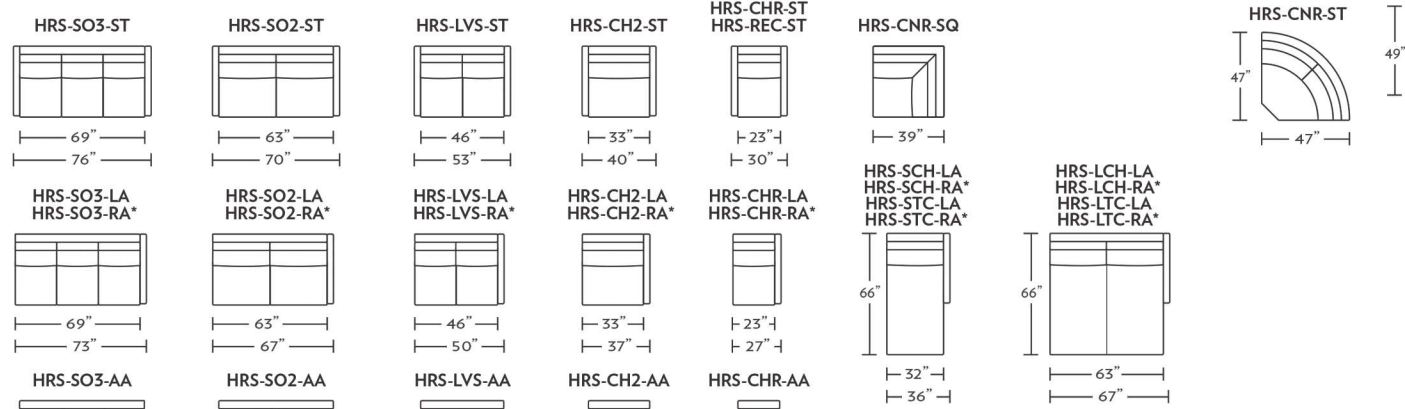 HRS-SO3-ST
69”
76”
HRS-SO2-ST
63”
70”
HRS-LVS-ST
46”
53”
HRS-CH2-ST
33”
40”
HRS-CHR-ST
HRS-REC-ST
23”
30”
HRS-CNR-SQ
39”
HRS-CNR-ST
47”
47”
49”
HRS-SO3-LA
HRS-SO3-RA*
69”
73”
HRS-SO2-LA
HRS-SO2-RA*
63”
67”
HRS-LVS-LA
HRS-LVS-RA*
46”
50”
HRS-CH2-LA
HRS-CH2-RA*
33”
37”
HRS-CHR-LA
HRS-CHR-RA*
23”
27”
HRS-SCH-LA
HRS-SCH-RA*
HRS-STC-LA
HRS-STC-RA*
66”
32”
36”
HRS-LCH-LA
HRS-LCH-RA*
HRS-LTC-LA
HRS-LTC-RA*
66”
63”
67”
HRS-SO3-AA
HRS-SO2-AA
HRS-LVS-AA
HRS-CH2-AA
HRS-CHR-AA